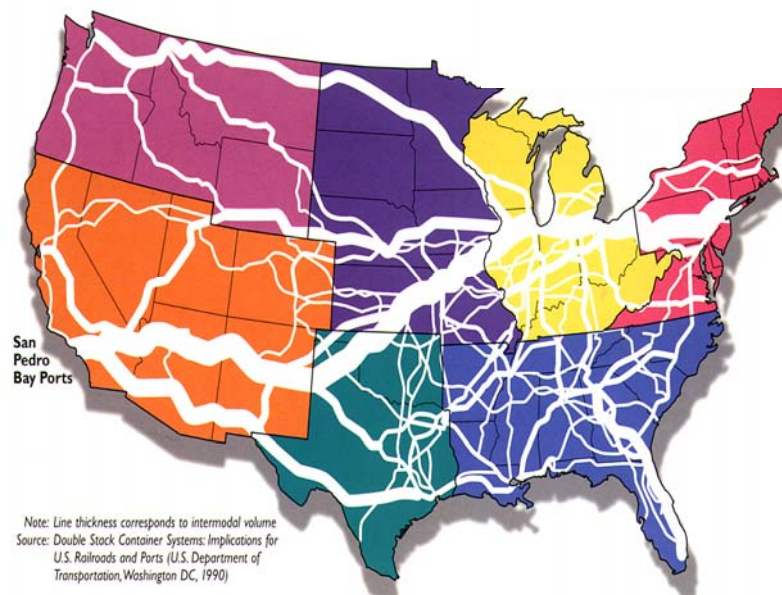 San
Pedro
Bay Ports
Note: Line thickness corresponds to intermodal volume
Source: Double Stack Container Systems: Implications for
U.S. Railroads and Ports (U.S. Department of
Transportation, Washington DC, 1990)